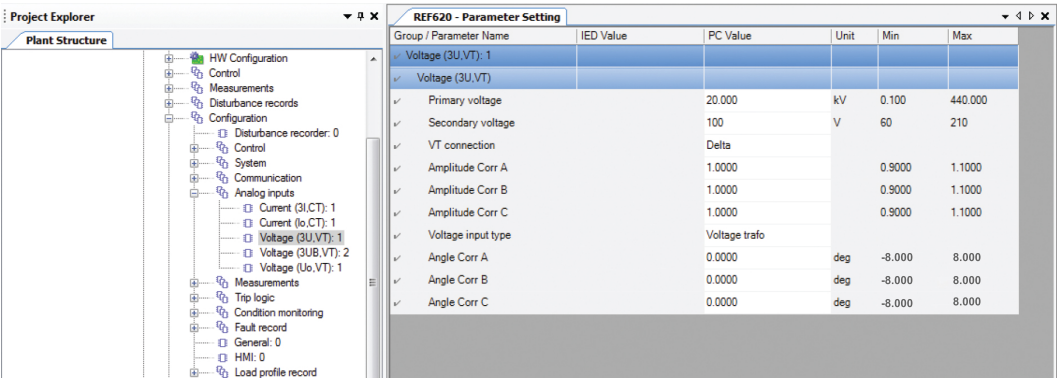 Project Explorer
Plant Structure
HW Configuration
Control
Measurements
Disturbance records
Configuration
Disturbance recorder: 0
Control
System
Communication
Analog inputs
Current (3I,CT): 1
Current (Io,CT): 1
Voltage (3U,VT): 1
Voltage (3UB,VT): 2
Voltage (Uo,VT): 1
Measurements
Trip logic
Condition monitoring
Fault record
General: 0
HMI: 0
Load profile record
REF620 - Parameter Setting
Group / Parameter Name IED Value PC Value Unit Min Max
Voltage (3U,VT): 1
Voltage (3U,VT)
Primary voltage 20.000 kV 0.100 440.000
Secondary voltage 100 V 60 210
VT connection Delta
Amplitude Corr A 1.0000 0.9000 1.1000
Amplitude Corr B 1.0000 0.9000 1.1000
Amplitude Corr C 1.0000 0.9000 1.1000
Voltage input type Voltage trafo
Angle Corr A 0.0000 deg -8.000 8.000
Angle Corr B 0.0000 deg -8.000 8.000
Angle Corr C 0.0000 deg -8.000 8.000